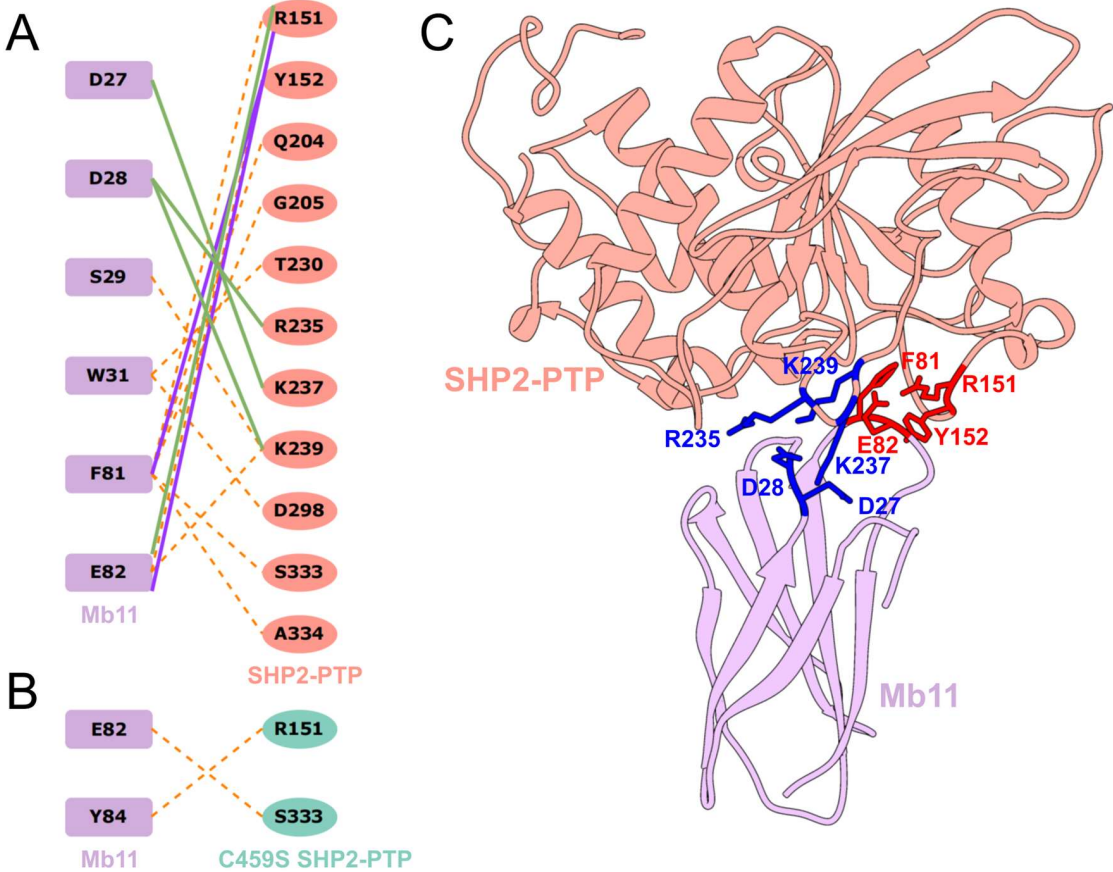 A
D27
D28
S29
W31
F81
E82
Mb11
R151
Y152
Q204
G205
T230
R235
K237
K239
D298
S333
A334
SHP2-PTP
B
E82
Y84
Mb11
R151
S333
C459S SHP2-PTP
C
SHP2-PTP
K239
F81
R151
R235
E82
Y152
K237
D28
D27
Mb11